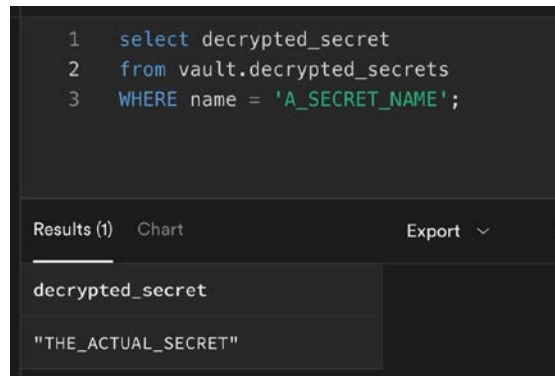 1 select decrypted_secret
2 from vault.decrypted_secrets
3 WHERE name = 'A_SECRET_NAME';
Results (1) Chart Export
decrypted_secret
"THE_ACTUAL_SECRET"